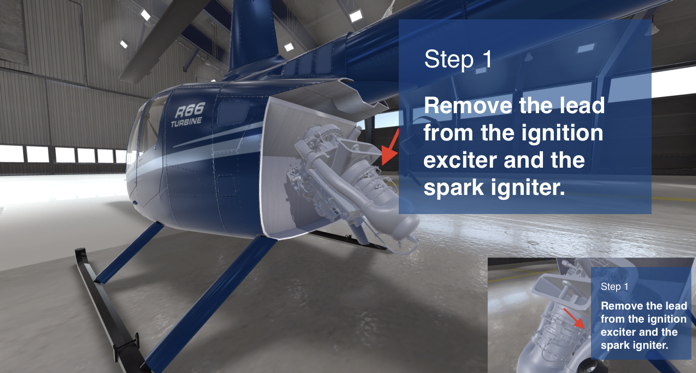 R66
TURBINE
Step 1
Remove the lead
from the ignition
exciter and the
spark igniter.
Step 1
Remove the lead
from the ignition
exciter and the
spark igniter.